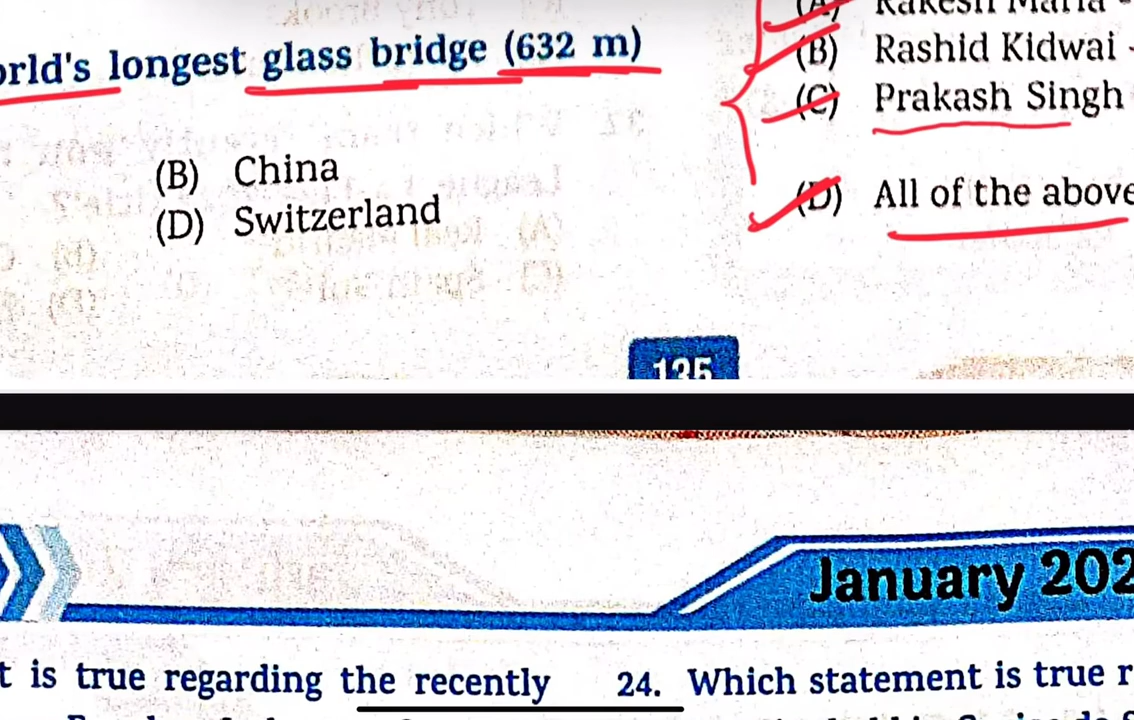 longest glass bridge (632 m)
(B) China
(D) Switzerland
(B) Rashid Kidwai
(C) Prakash Singh
(D) All of the above
135
January 202
is true regarding the recently
24. Which statement is true r